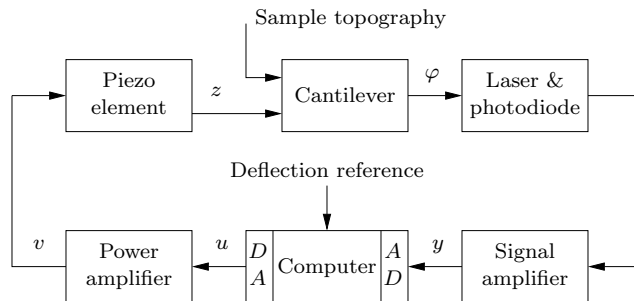 Sample topography
Piezo
element
z
Cantilever
φ
Laser &
photodiode
Deflection reference
v
Power
amplifier
u
D
A
Computer
A
D
y
Signal
amplifier